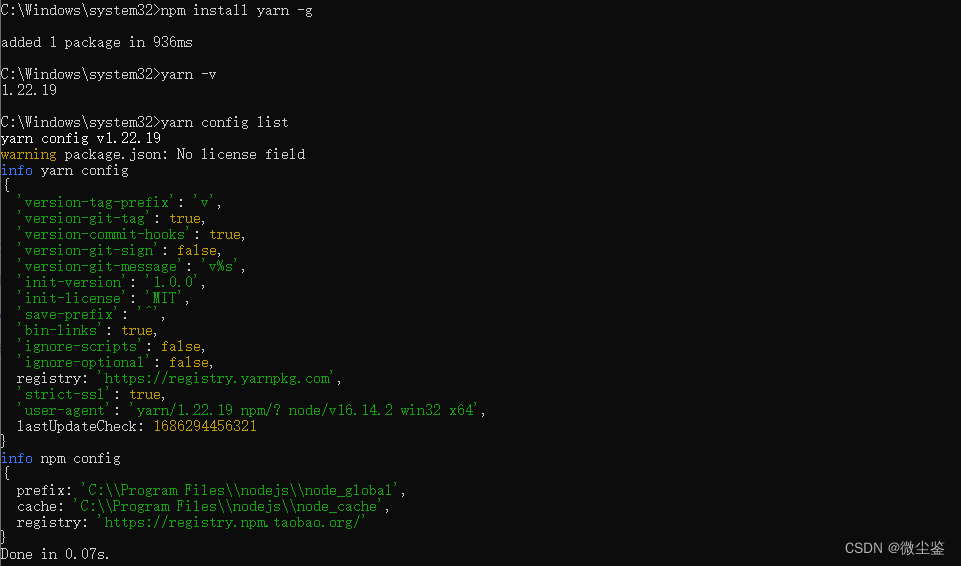 C:\Windows\system32>npm install yarn -g
added 1 package in 936ms
C:\Windows\system32>yarn -v
1.22.19
C:\Windows\system32>yarn config list
yarn config v1.22.19
warning package.json: No license field
info yarn config
{
  'version-tag-prefix': 'v',
  'version-git-tag': true,
  'version-commit-hooks': true,
  'version-git-sign': false,
  'version-git-message': 'v%s',
  'init-version': '1.0.0',
  'init-license': 'MIT',
  'save-prefix': '^',
  'bin-links': true,
  'ignore-scripts': false,
  'ignore-optional': false,
  registry: 'https://registry.yarnpkg.com',
  'strict-ssl': true,
  'user-agent': 'yarn/1.22.19 npm/? node/v16.14.2 win32 x64',
  lastUpdateCheck: 1686294456321
}
info npm config
{
  prefix: 'C:\\Program Files\\nodejs\\node_global',
  cache: 'C:\\Program Files\\nodejs\\node_cache',
  registry: 'https://registry.npm.taobao.org/'
}
Done in 0.07s.
CSDN @微尘鉴